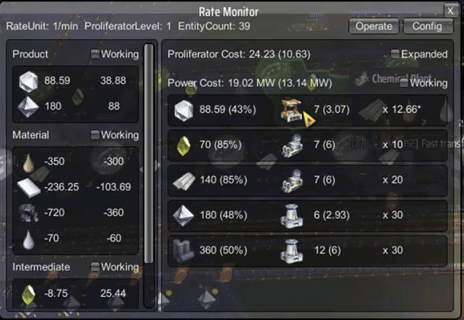 Rate Monitor X
RateUnit: 1/min ProliferatorLevel: 1 EntityCount: 39 Operate Config
Product Working
88.59 38.88
180 88
Material Working
-350 -300
-236.25 -103.69
-720 -360
-70 -60
Intermediate Working
-8.75 25.44
Proliferator Cost: 24.23 (10.63) Expanded
Power Cost: 19.02 MW (13.14 MW) Working
Chemical Plant
88.59 (43%) 7 (3.07) x 12.66*
70 (85%) 7 (6) x 10
140 (85%) 7 (6) x 20
180 (48%) 6 (2.93) x 30
360 (50%) 12 (6) x 30